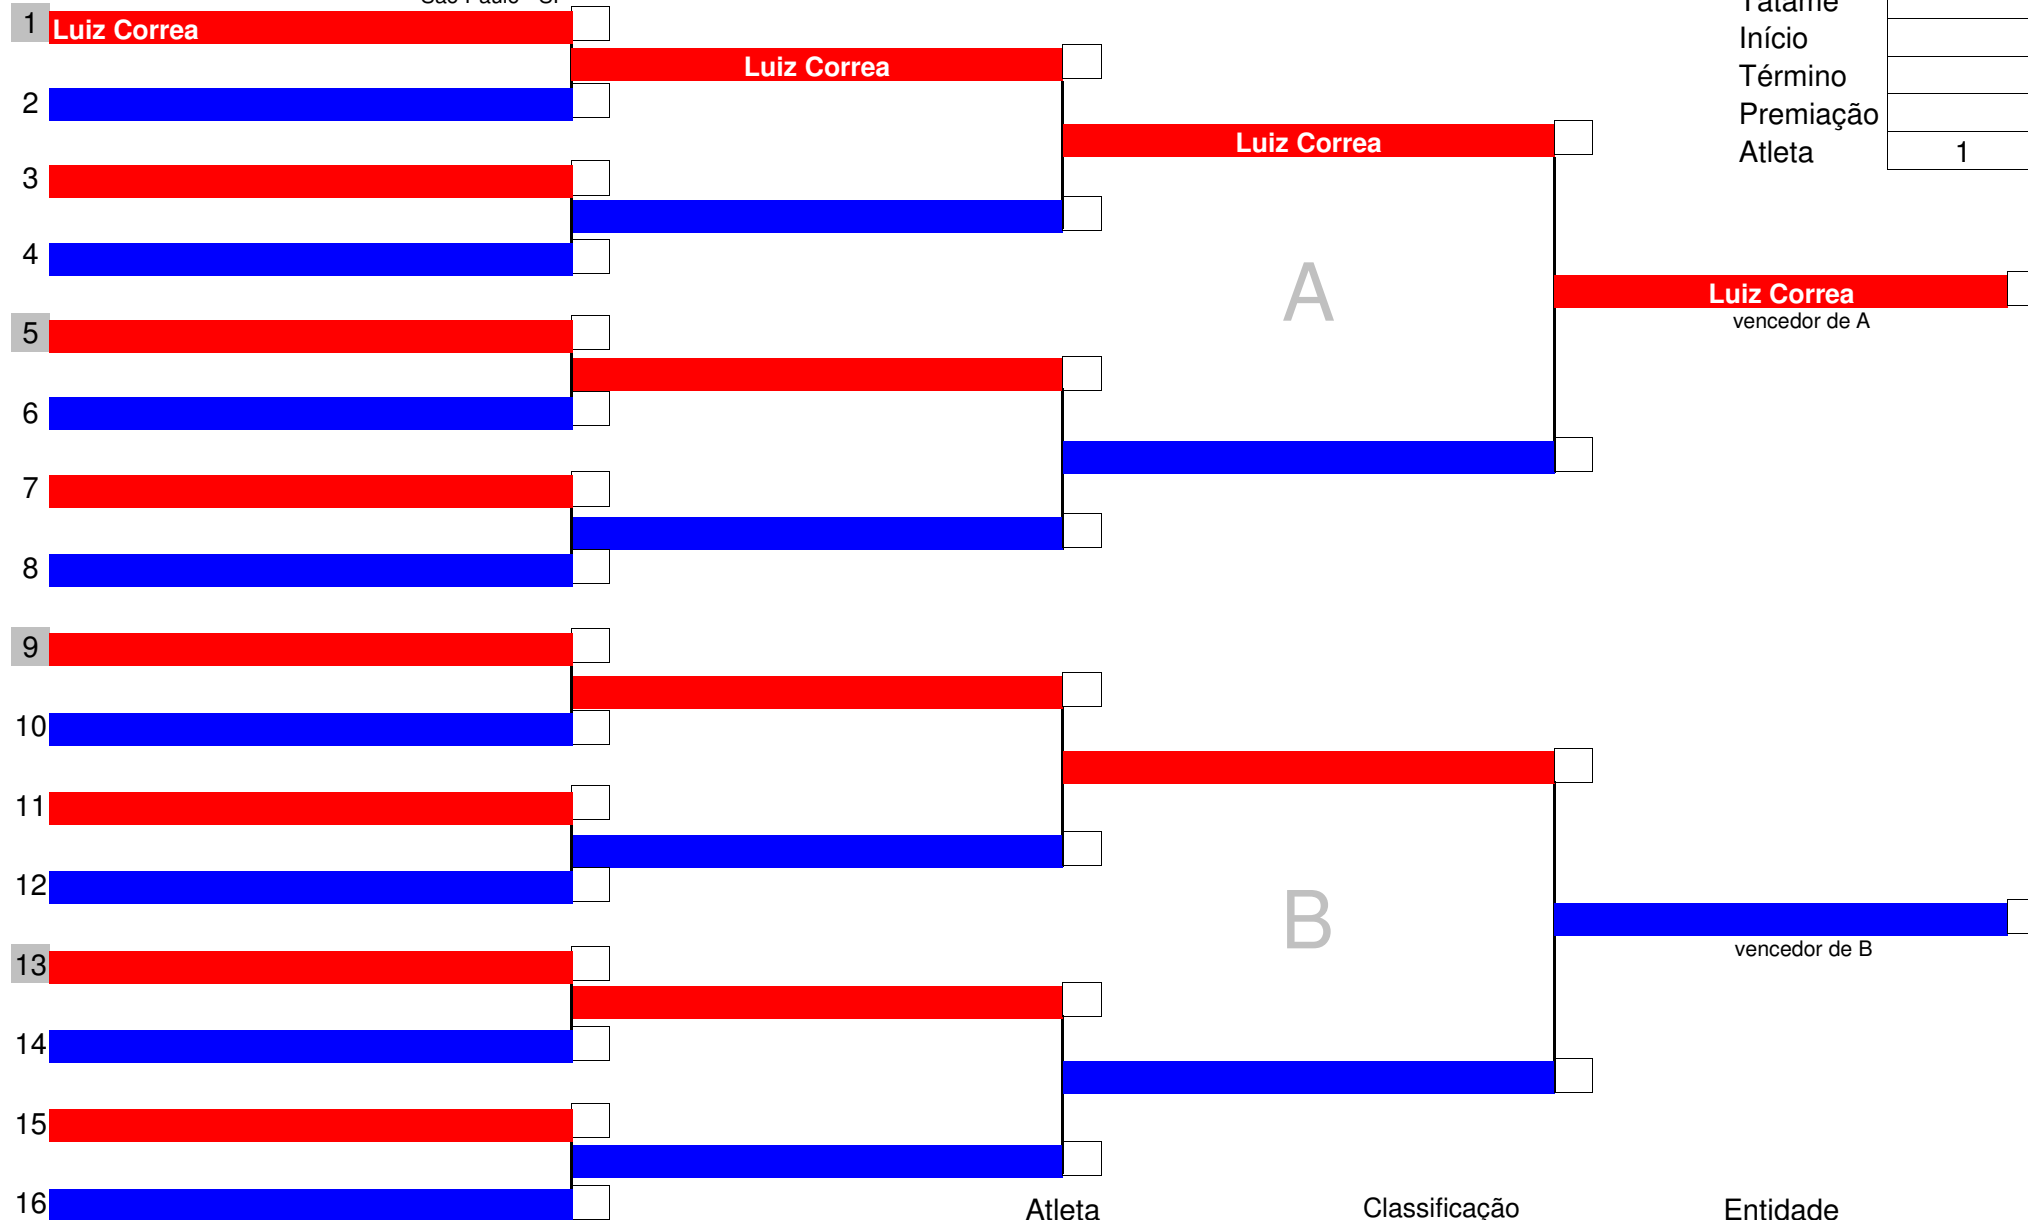 1 Luiz Correa
Luiz Correa
2
Luiz Correa
3
4
A
Luiz Correa
vencedor de A
5
6
7
8
9
10
11
12
B
vencedor de B
13
14
15
16
Tatame
Início
Término
Premiação
Atleta 1
Atleta Classificação Entidade